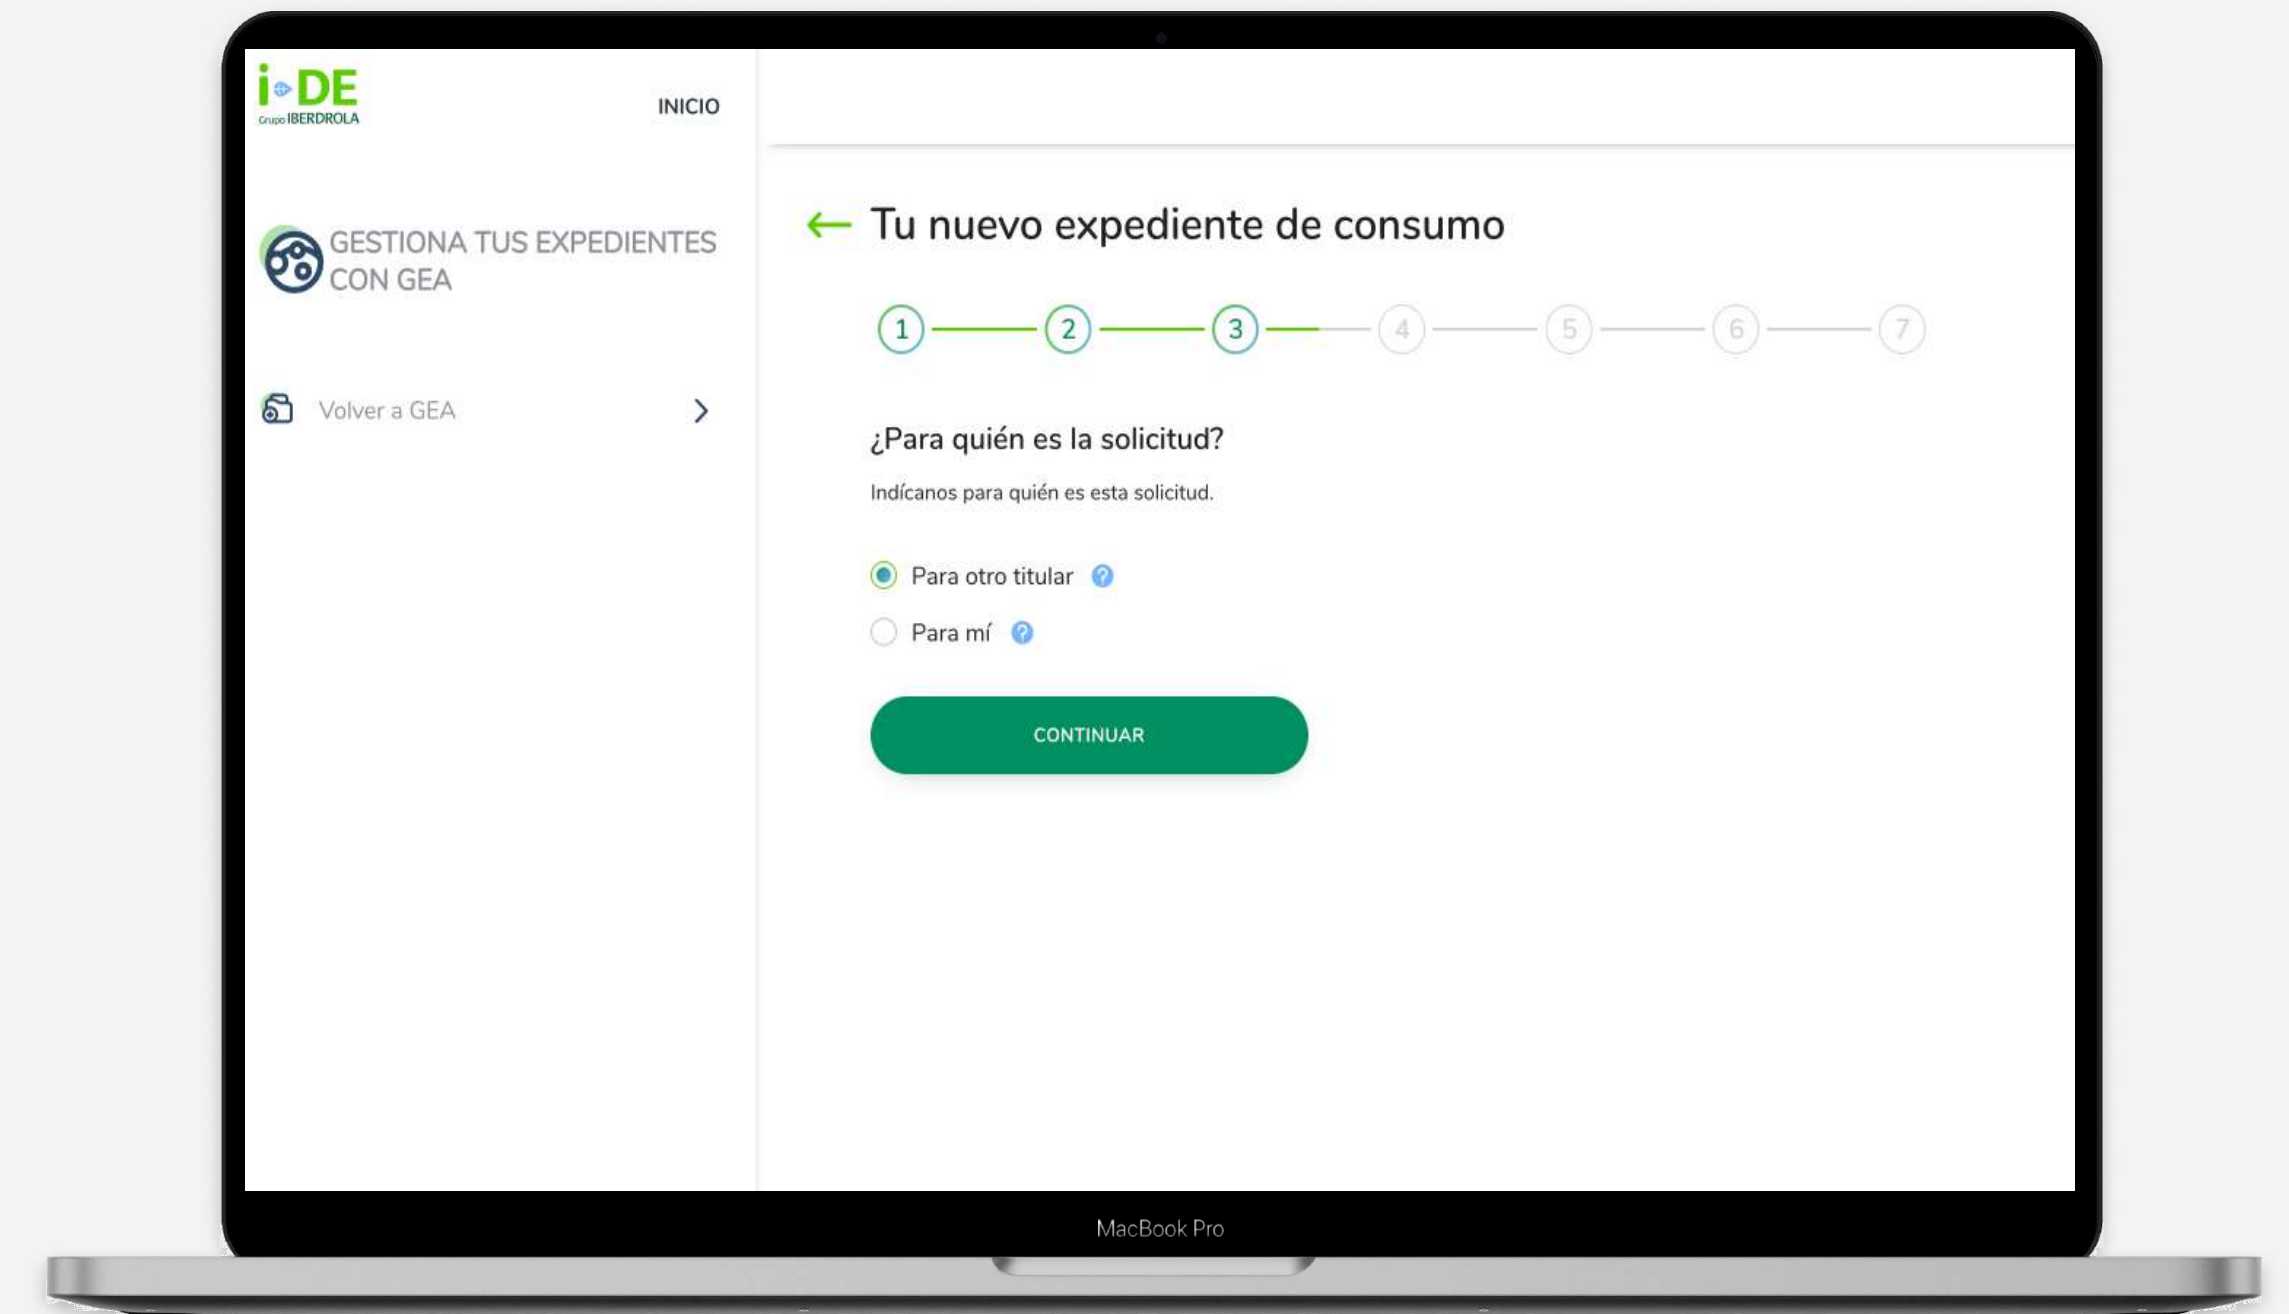 i DE
Grupo IBERDROLA
INICIO
GESTIONA TUS EXPEDIENTES
CON GEA
Volver a GEA
Tu nuevo expediente de consumo
1 2 3 4 5 6 7
¿Para quién es la solicitud?
Indícanos para quién es esta solicitud.
Para otro titular ?
Para mí ?
CONTINUAR
MacBook Pro